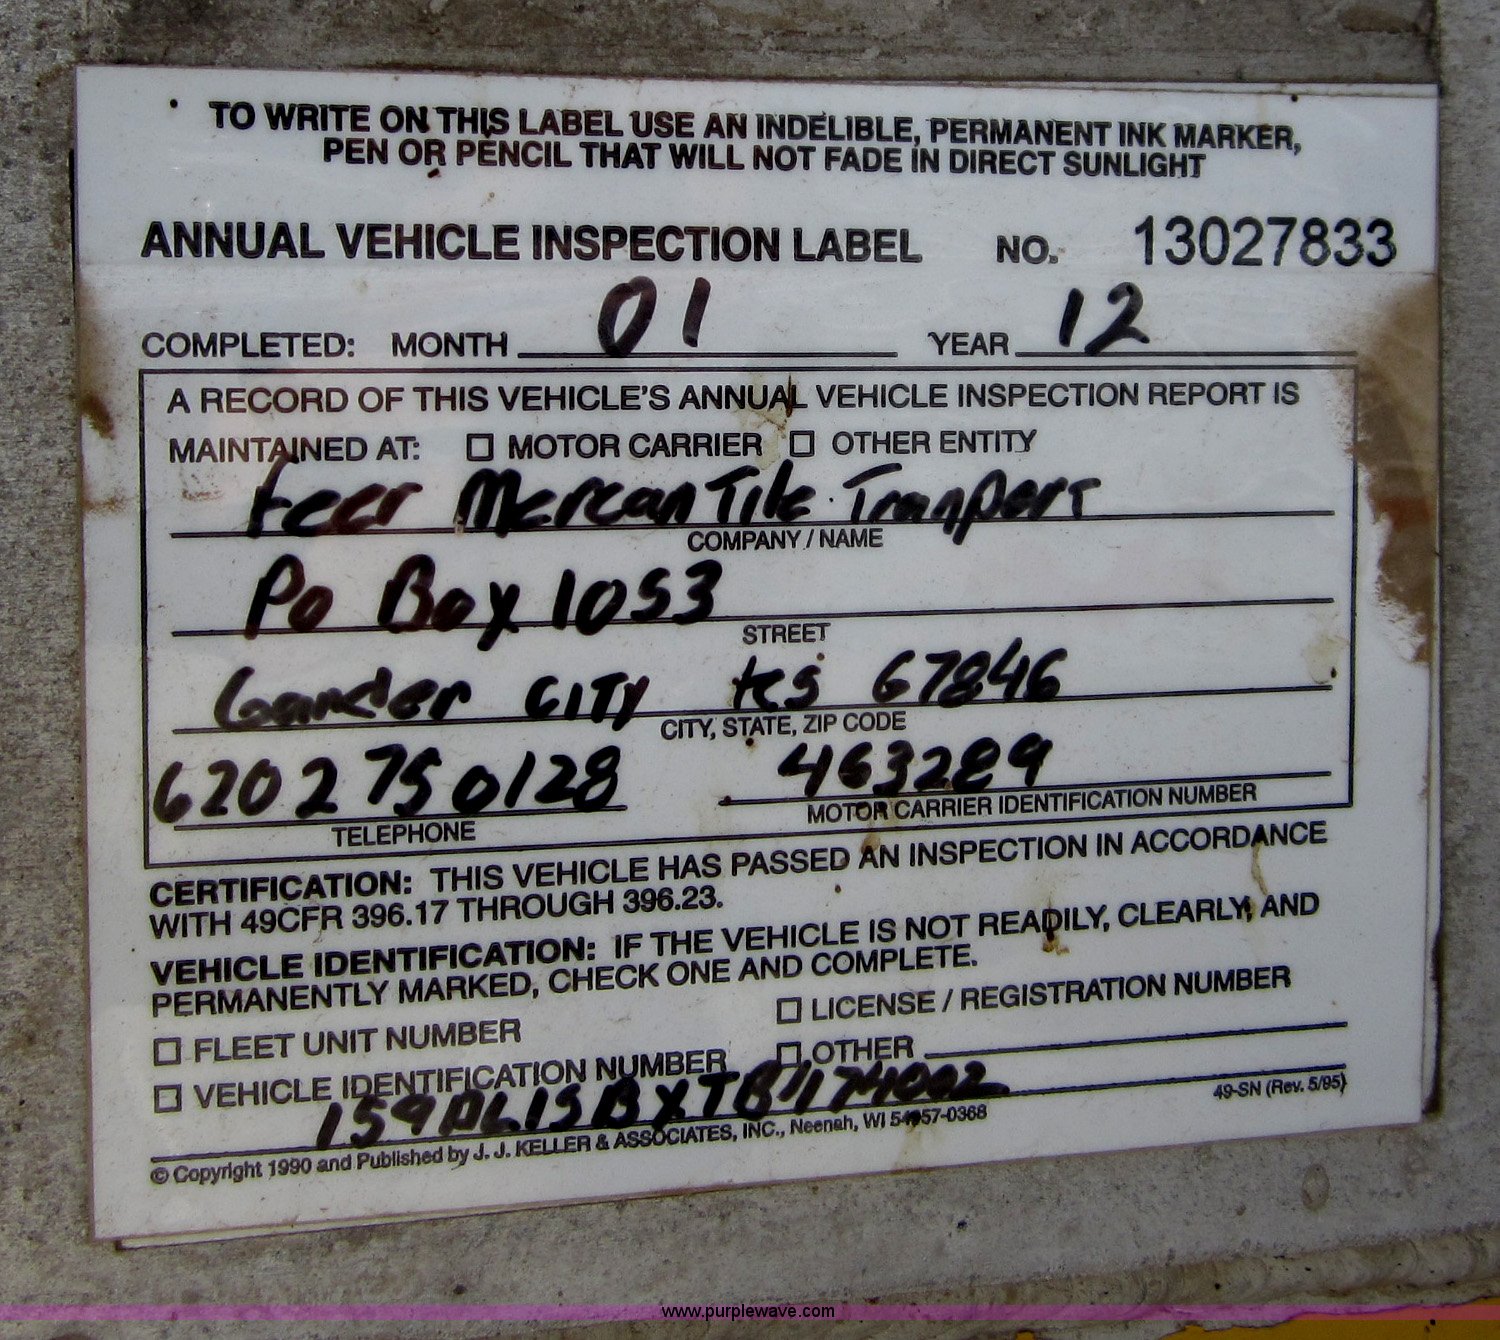 TO WRITE ON THIS LABEL USE AN INDELIBLE, PERMANENT INK MARKER,
PEN OR PENCIL THAT WILL NOT FADE IN DIRECT SUNLIGHT
ANNUAL VEHICLE INSPECTION LABEL NO. 13027833
COMPLETED: MONTH 01 YEAR 12
A RECORD OF THIS VEHICLE'S ANNUAL VEHICLE INSPECTION REPORT IS
MAINTAINED AT: ☐ MOTOR CARRIER ☐ OTHER ENTITY
Mercantile Tranport
COMPANY / NAME
Po Box 1053
STREET
City 67846
CITY, STATE, ZIP CODE
6202750128 463289
TELEPHONE MOTOR CARRIER IDENTIFICATION NUMBER
CERTIFICATION: THIS VEHICLE HAS PASSED AN INSPECTION IN ACCORDANCE
WITH 49CFR 396.17 THROUGH 396.23.
VEHICLE IDENTIFICATION: IF THE VEHICLE IS NOT READILY, CLEARLY, AND
PERMANENTLY MARKED, CHECK ONE AND COMPLETE.
☐ FLEET UNIT NUMBER ☐ LICENSE / REGISTRATION NUMBER
☐ VEHICLE IDENTIFICATION NUMBER ☐ OTHER
49-SN (Rev. 5/95)
© Copyright 1990 and Published by J. J. KELLER & ASSOCIATES, INC., Neenah, WI 54957-0368
www.purplewave.com